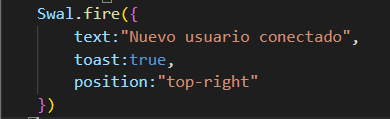 Swal.fire({
    text:"Nuevo usuario conectado",
    toast:true,
    position:"top-right"
})